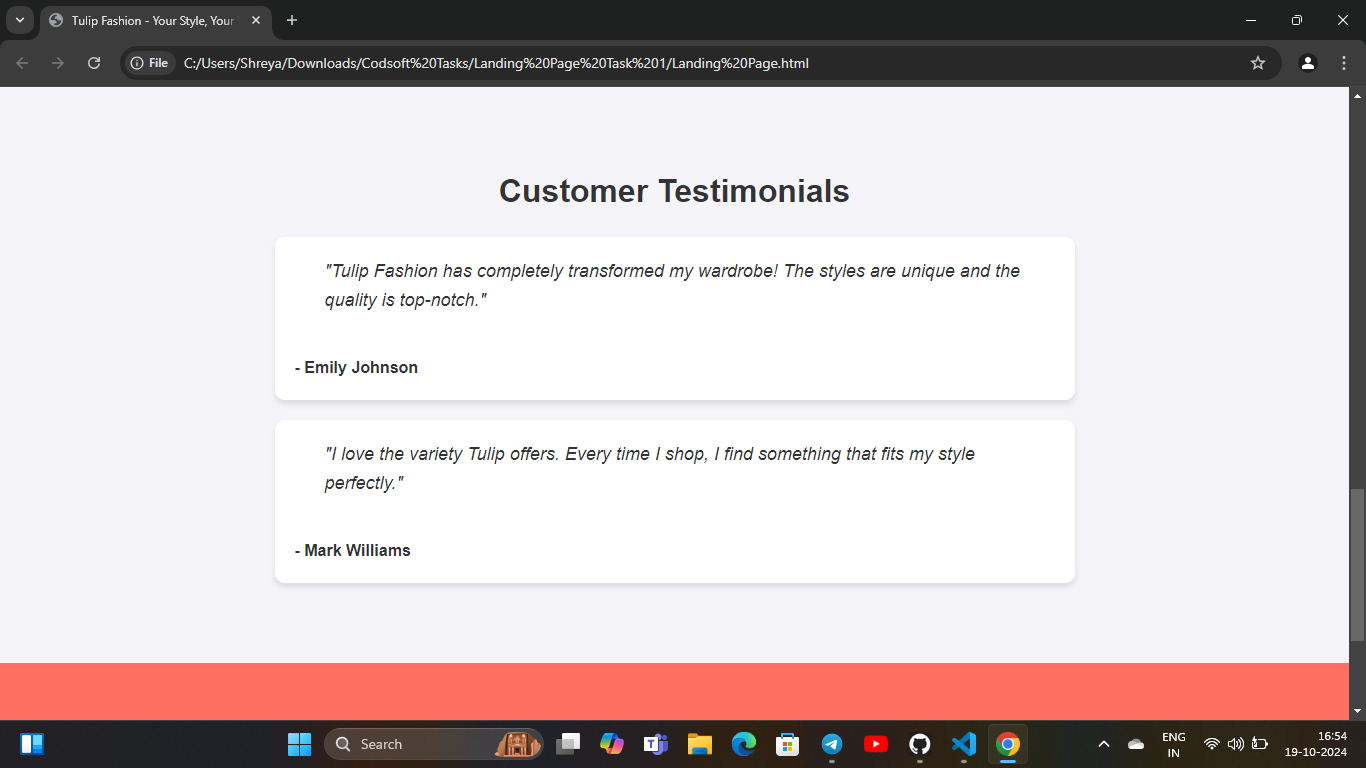 Tulip Fashion - Your Style, Your
File
C:/Users/Shreya/Downloads/Codsoft%20Tasks/Landing%20Page%20Task%201/Landing%20Page.html
Customer Testimonials
"Tulip Fashion has completely transformed my wardrobe! The styles are unique and the
quality is top-notch."
- Emily Johnson
"I love the variety Tulip offers. Every time I shop, I find something that fits my style
perfectly."
- Mark Williams
Search
ENG
IN
16:54
19-10-2024